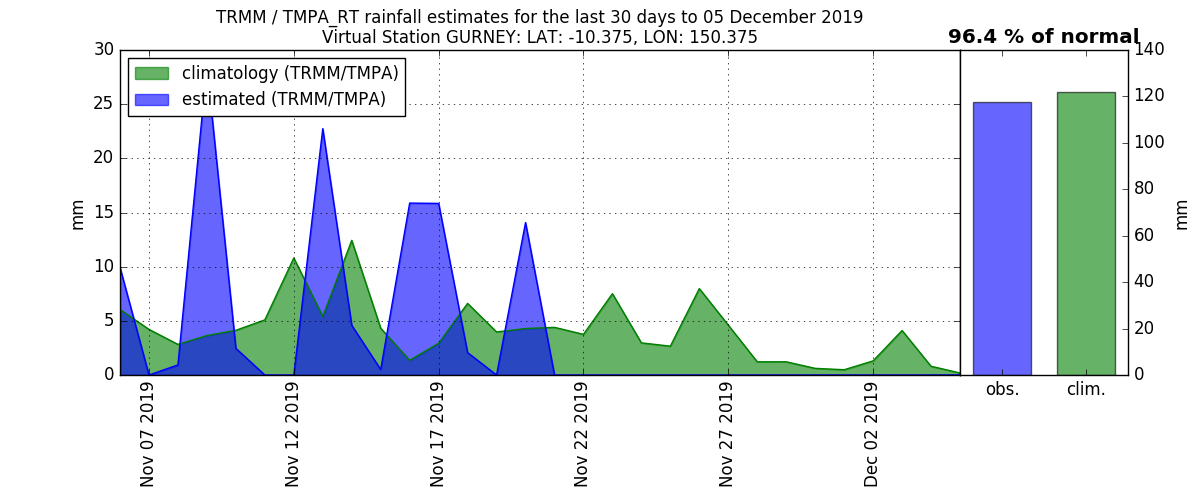 TRMM / TMPA_RT rainfall estimates for the last 30 days to 05 December 2019
Virtual Station GURNEY: LAT: -10.375, LON: 150.375
96.4 % of normal
climatology (TRMM/TMPA)
estimated (TRMM/TMPA)
30
25
20
15
10
5
0
mm
Nov 07 2019
Nov 12 2019
Nov 17 2019
Nov 22 2019
Nov 27 2019
Dec 02 2019
obs.
clim.
140
120
100
80
60
40
20
0
mm